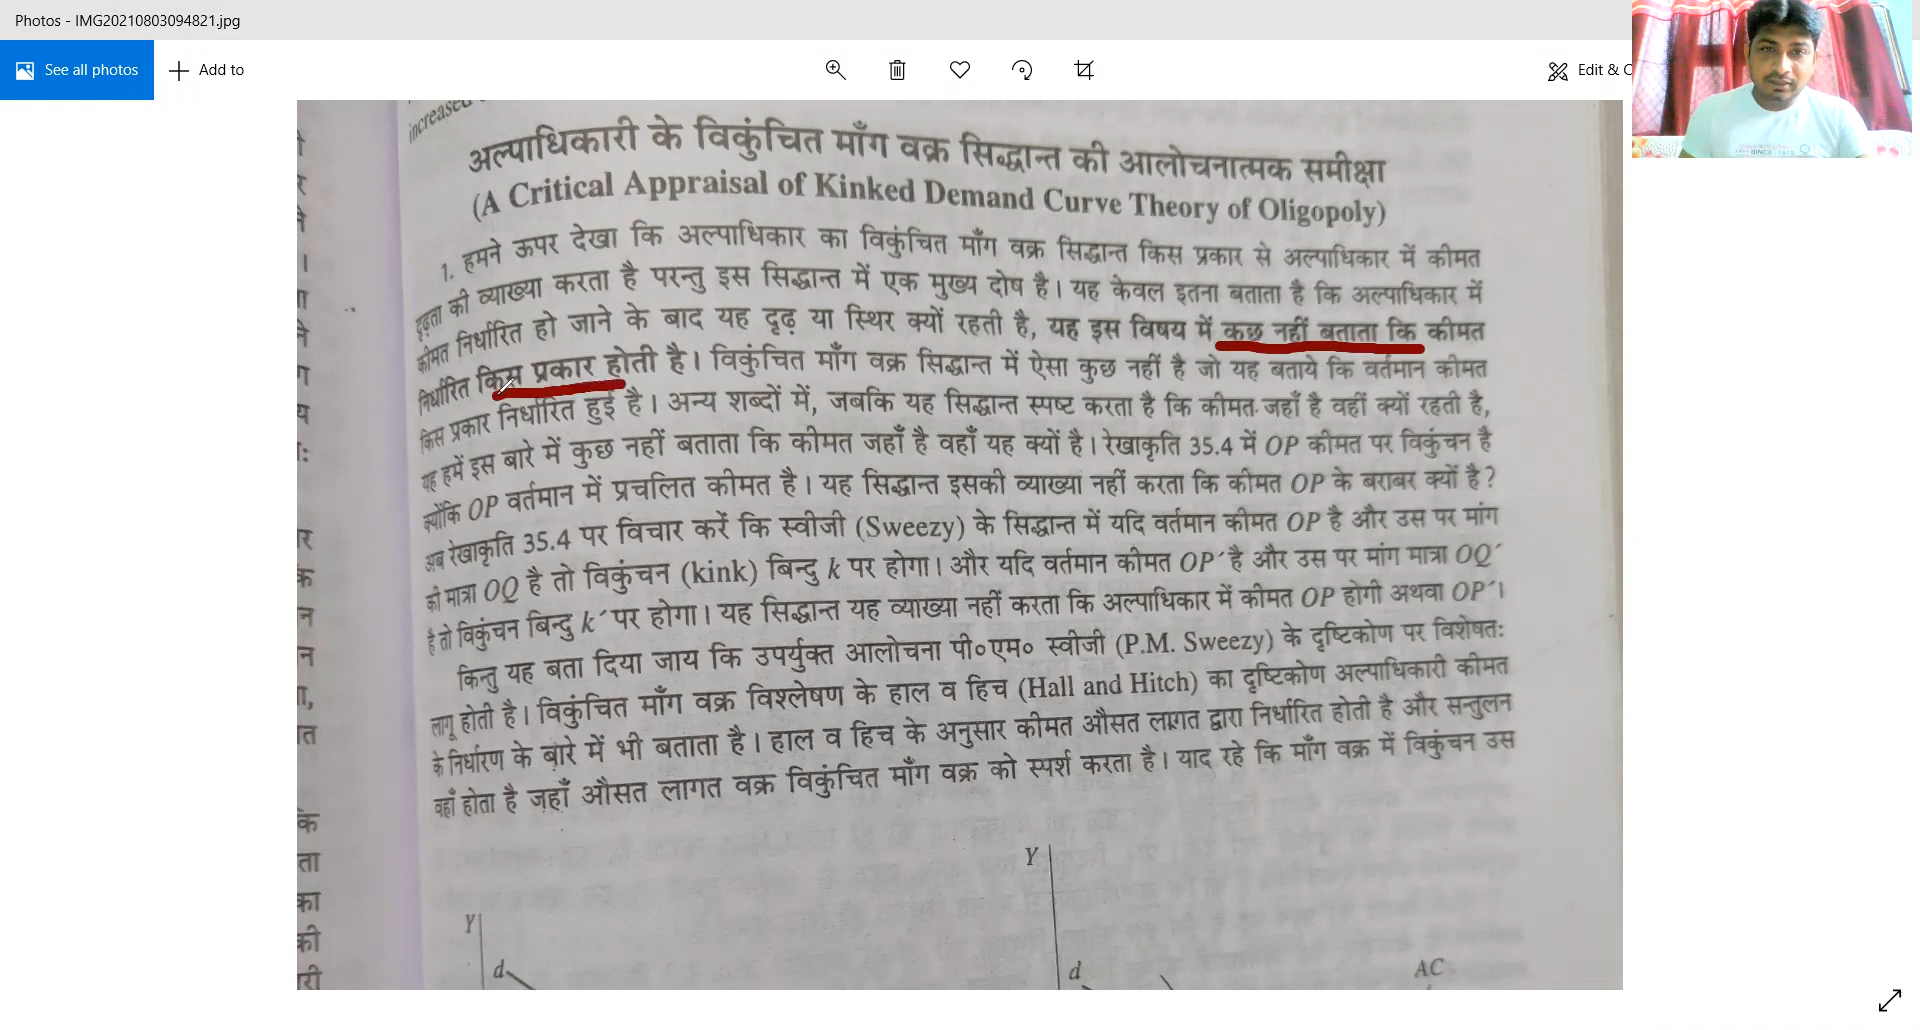 Photos - IMG20210803094821.jpg
See all photos
Add to
Edit & C
increased
अल्पाधिकारी के विकुंचित माँग वक्र सिद्धान्त की आलोचनात्मक समीक्षा
(A Critical Appraisal of Kinked Demand Curve Theory of Oligopoly)
1. हमने ऊपर देखा कि अल्पाधिकार का विकुंचित माँग वक्र सिद्धान्त किस प्रकार से अल्पाधिकार में कीमत
दृढ़ता की व्याख्या करता है परन्तु इस सिद्धान्त में एक मुख्य दोष है। यह केवल इतना बताता है कि अल्पाधिकार में
कीमत निर्धारित हो जाने के बाद यह दृढ़ या स्थिर क्यों रहती है, यह इस विषय में कुछ नहीं बताता कि कीमत
निर्धारित किस प्रकार होती है। विकुंचित माँग वक्र सिद्धान्त में ऐसा कुछ नहीं है जो यह बताये कि वर्तमान कीमत
किस प्रकार निर्धारित हुई है। अन्य शब्दों में, जबकि यह सिद्धान्त स्पष्ट करता है कि कीमत जहाँ है वहीं क्यों रहती है,
यह हमें इस बारे में कुछ नहीं बताता कि कीमत जहाँ है वहाँ यह क्यों है। रेखाकृति 35.4 में OP कीमत पर विकुंचन है
क्योंकि OP वर्तमान में प्रचलित कीमत है। यह सिद्धान्त इसकी व्याख्या नहीं करता कि कीमत OP के बराबर क्यों है?
अब रेखाकृति 35.4 पर विचार करें कि स्वीजी (Sweezy) के सिद्धान्त में यदि वर्तमान कीमत OP है और उस पर मांग
की मात्रा OQ है तो विकुंचन (kink) बिन्दु k पर होगा। और यदि वर्तमान कीमत OP′ है और उस पर मांग मात्रा OQ′
है तो विकुंचन बिन्दु k′ पर होगा। यह सिद्धान्त यह व्याख्या नहीं करता कि अल्पाधिकार में कीमत OP होगी अथवा OP′।
किन्तु यह बता दिया जाय कि उपर्युक्त आलोचना पी०एम० स्वीजी (P.M. Sweezy) के दृष्टिकोण पर विशेषतः
लागू होती है। विकुंचित माँग वक्र विश्लेषण के हाल व हिच (Hall and Hitch) का दृष्टिकोण अल्पाधिकारी कीमत
के निर्धारण के बारे में भी बताता है। हाल व हिच के अनुसार कीमत औसत लागत द्वारा निर्धारित होती है और सन्तुलन
वहाँ होता है जहाँ औसत लागत वक्र विकुंचित माँग वक्र को स्पर्श करता है। याद रहे कि माँग वक्र में विकुंचन उस
Y
Y
d
d
AC